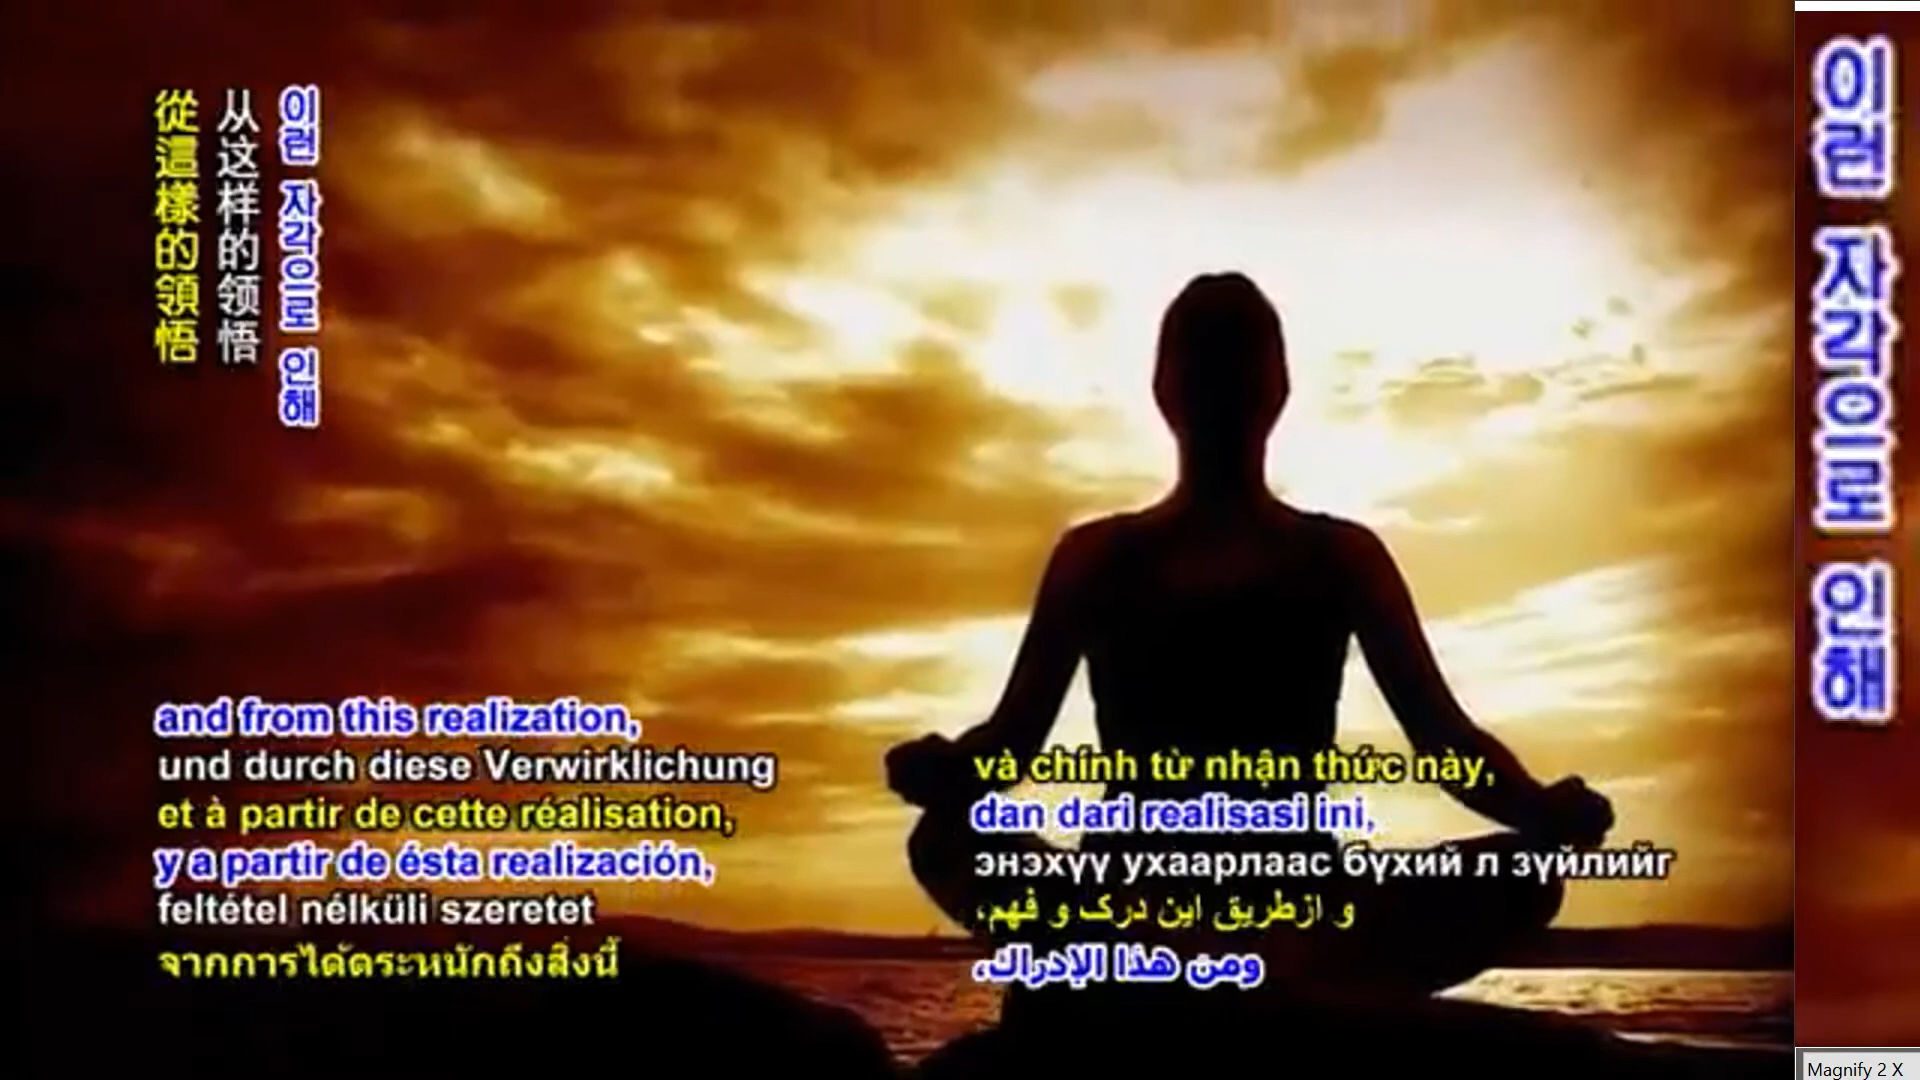 從這樣的領悟
从这样的领悟
이런 자각으로 인해
and from this realization,
und durch diese Verwirklichung
et à partir de cette réalisation,
y a partir de ésta realización,
feltétel nélküli szeretet
จากการได้ตระหนักถึงสิ่งนี้
và chính từ nhận thức này,
dan dari realisasi ini,
энэхүү ухаарлаас бүхий л зүйлийг
و ازطریق این درک و فهم،
ومن هذا الإدراك،
이런 자각으로 인해
Magnify 2 X